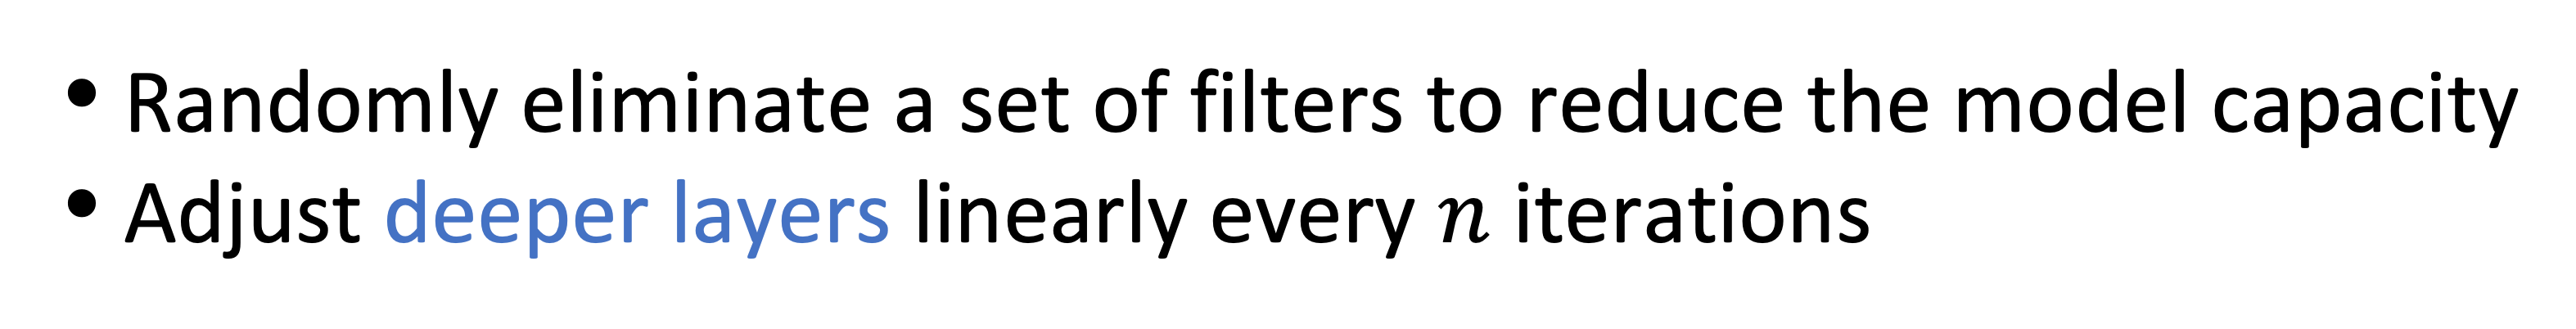 • Randomly eliminate a set of filters to reduce the model capacity
• Adjust deeper layers linearly every n iterations